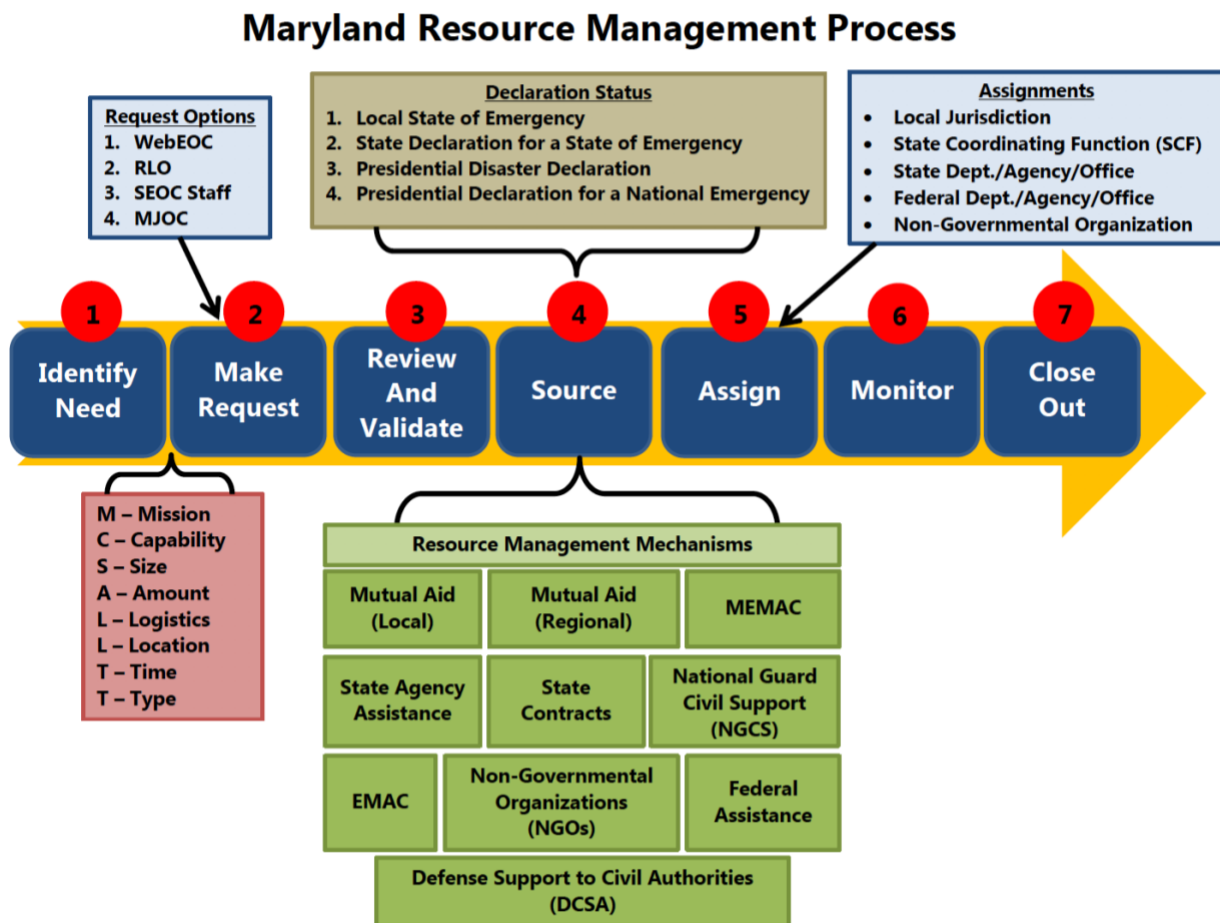 Maryland Resource Management Process
Request Options
1. WebEOC
2. RLO
3. SEOC Staff
4. MJOC
Declaration Status
1. Local State of Emergency
2. State Declaration for a State of Emergency
3. Presidential Disaster Declaration
4. Presidential Declaration for a National Emergency
Assignments
• Local Jurisdiction
• State Coordinating Function (SCF)
• State Dept./Agency/Office
• Federal Dept./Agency/Office
• Non-Governmental Organization
1
Identify
Need
2
Make
Request
3
Review
And
Validate
4
Source
5
Assign
6
Monitor
7
Close
Out
M – Mission
C – Capability
S – Size
A – Amount
L – Logistics
L – Location
T – Time
T – Type
Resource Management Mechanisms
Mutual Aid
(Local)
Mutual Aid
(Regional)
MEMAC
State Agency
Assistance
State
Contracts
National Guard
Civil Support
(NGCS)
EMAC
Non-Governmental
Organizations
(NGOs)
Federal
Assistance
Defense Support to Civil Authorities
(DCSA)